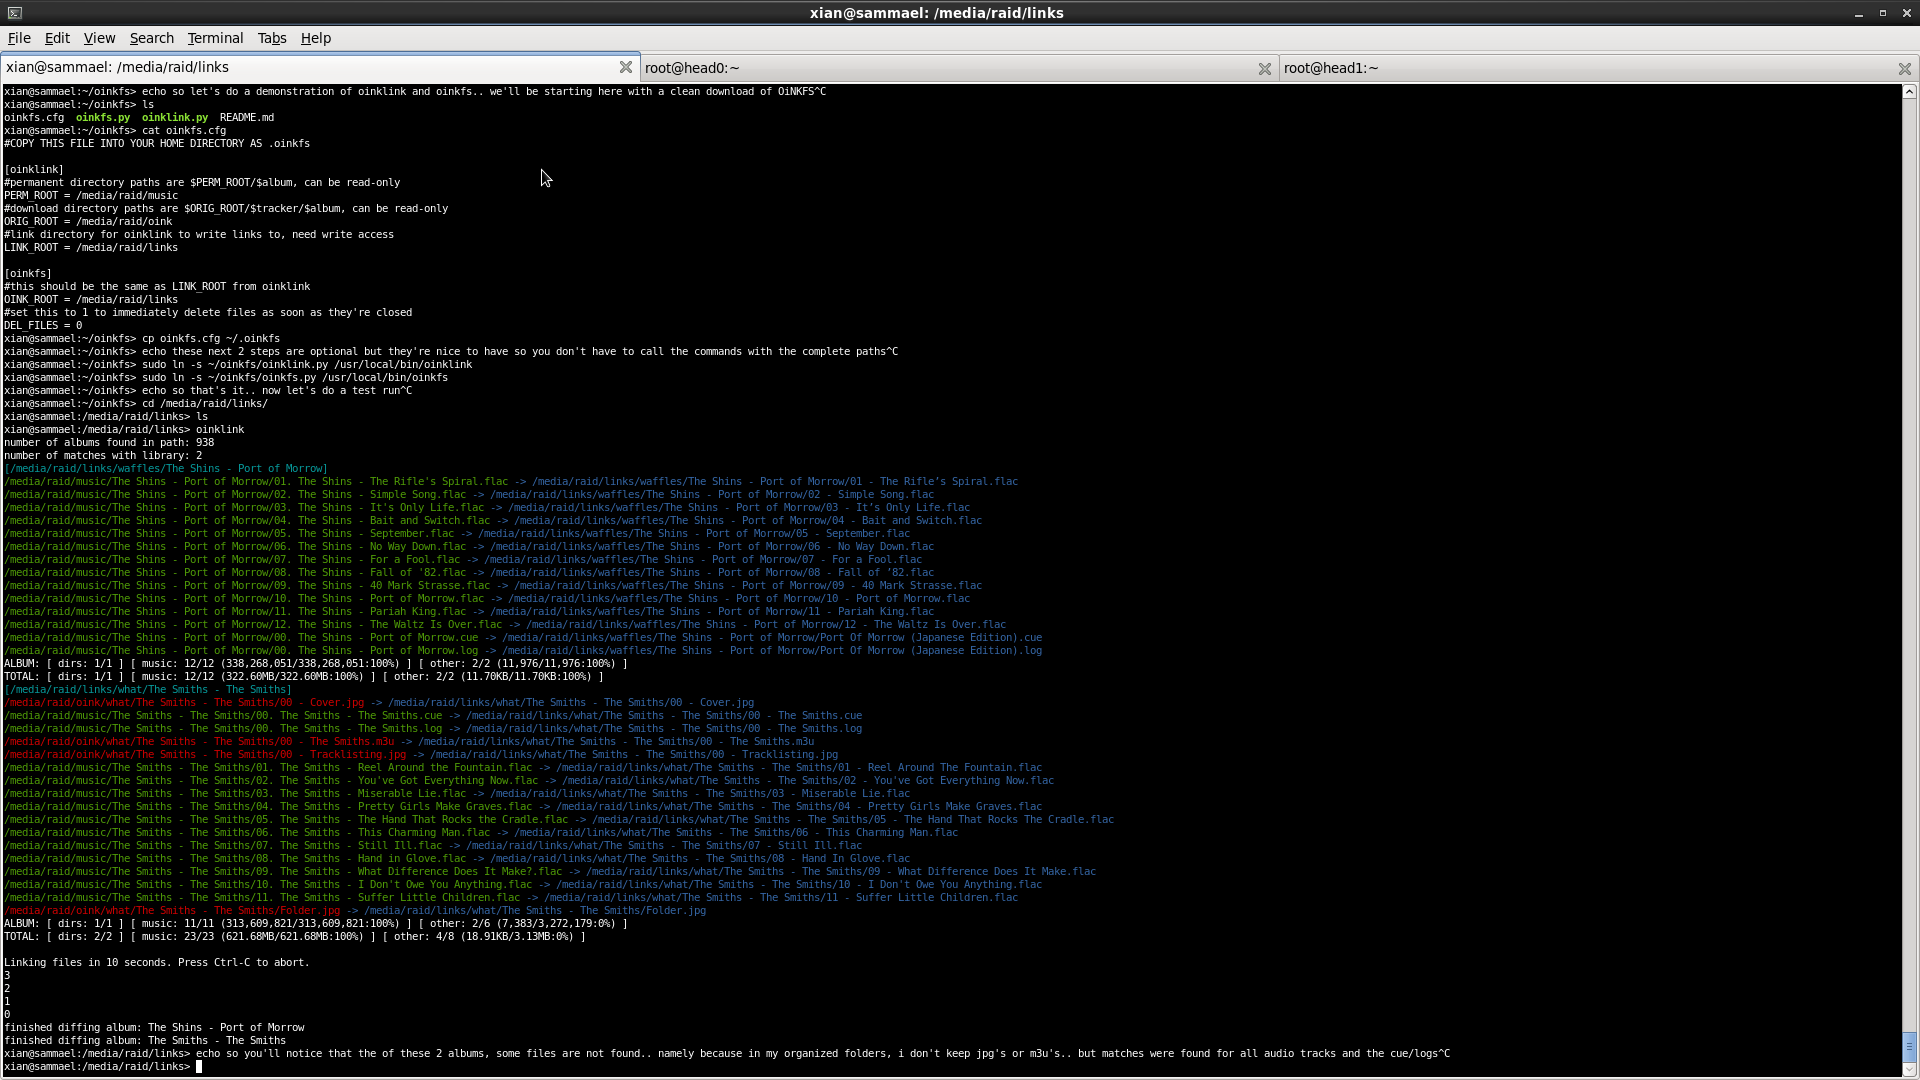 xian@sammael: /media/raid/links
File Edit View Search Terminal Tabs Help
xian@sammael: /media/raid/links root@head0:~ root@head1:~
xian@sammael:~/oinkfs> echo so let's do a demonstration of oinklink and oinkfs.. we'll be starting here with a clean download of OiNKFS^C
xian@sammael:~/oinkfs> ls
oinkfs.cfg oinkfs.py oinklink.py README.md
xian@sammael:~/oinkfs> cat oinkfs.cfg
#COPY THIS FILE INTO YOUR HOME DIRECTORY AS .oinkfs
[oinklink]
#permanent directory paths are $PERM_ROOT/$album, can be read-only
PERM_ROOT = /media/raid/music
#download directory paths are $ORIG_ROOT/$tracker/$album, can be read-only
ORIG_ROOT = /media/raid/oink
#link directory for oinklink to write links to, need write access
LINK_ROOT = /media/raid/links
[oinkfs]
#this should be the same as LINK_ROOT from oinklink
OINK_ROOT = /media/raid/links
#set this to 1 to immediately delete files as soon as they're closed
DEL_FILES = 0
xian@sammael:~/oinkfs> cp oinkfs.cfg ~/.oinkfs
xian@sammael:~/oinkfs> echo these next 2 steps are optional but they're nice to have so you don't have to call the commands with the complete paths^C
xian@sammael:~/oinkfs> sudo ln -s ~/oinkfs/oinklink.py /usr/local/bin/oinklink
xian@sammael:~/oinkfs> sudo ln -s ~/oinkfs/oinkfs.py /usr/local/bin/oinkfs
xian@sammael:~/oinkfs> echo so that's it.. now let's do a test run^C
xian@sammael:~/oinkfs> cd /media/raid/links/
xian@sammael:/media/raid/links> ls
xian@sammael:/media/raid/links> oinklink
number of albums found in path: 938
number of matches with library: 2
[/media/raid/links/waffles/The Shins - Port of Morrow]
/media/raid/music/The Shins - Port of Morrow/01. The Shins - The Rifle's Spiral.flac -> /media/raid/links/waffles/The Shins - Port of Morrow/01 - The Rifle’s Spiral.flac
/media/raid/music/The Shins - Port of Morrow/02. The Shins - Simple Song.flac -> /media/raid/links/waffles/The Shins - Port of Morrow/02 - Simple Song.flac
/media/raid/music/The Shins - Port of Morrow/03. The Shins - It's Only Life.flac -> /media/raid/links/waffles/The Shins - Port of Morrow/03 - It’s Only Life.flac
/media/raid/music/The Shins - Port of Morrow/04. The Shins - Bait and Switch.flac -> /media/raid/links/waffles/The Shins - Port of Morrow/04 - Bait and Switch.flac
/media/raid/music/The Shins - Port of Morrow/05. The Shins - September.flac -> /media/raid/links/waffles/The Shins - Port of Morrow/05 - September.flac
/media/raid/music/The Shins - Port of Morrow/06. The Shins - No Way Down.flac -> /media/raid/links/waffles/The Shins - Port of Morrow/06 - No Way Down.flac
/media/raid/music/The Shins - Port of Morrow/07. The Shins - For a Fool.flac -> /media/raid/links/waffles/The Shins - Port of Morrow/07 - For a Fool.flac
/media/raid/music/The Shins - Port of Morrow/08. The Shins - Fall of '82.flac -> /media/raid/links/waffles/The Shins - Port of Morrow/08 - Fall of ‘82.flac
/media/raid/music/The Shins - Port of Morrow/09. The Shins - 40 Mark Strasse.flac -> /media/raid/links/waffles/The Shins - Port of Morrow/09 - 40 Mark Strasse.flac
/media/raid/music/The Shins - Port of Morrow/10. The Shins - Port of Morrow.flac -> /media/raid/links/waffles/The Shins - Port of Morrow/10 - Port of Morrow.flac
/media/raid/music/The Shins - Port of Morrow/11. The Shins - Pariah King.flac -> /media/raid/links/waffles/The Shins - Port of Morrow/11 - Pariah King.flac
/media/raid/music/The Shins - Port of Morrow/12. The Shins - The Waltz Is Over.flac -> /media/raid/links/waffles/The Shins - Port of Morrow/12 - The Waltz Is Over.flac
/media/raid/music/The Shins - Port of Morrow/00. The Shins - Port of Morrow.cue -> /media/raid/links/waffles/The Shins - Port of Morrow/Port Of Morrow (Japanese Edition).cue
/media/raid/music/The Shins - Port of Morrow/00. The Shins - Port of Morrow.log -> /media/raid/links/waffles/The Shins - Port of Morrow/Port Of Morrow (Japanese Edition).log
ALBUM: [ dirs: 1/1 ] [ music: 12/12 (338,268,051/338,268,051:100%) ] [ other: 2/2 (11,976/11,976:100%) ]
TOTAL: [ dirs: 1/1 ] [ music: 12/12 (322.60MB/322.60MB:100%) ] [ other: 2/2 (11.70KB/11.70KB:100%) ]
[/media/raid/links/what/The Smiths - The Smiths]
/media/raid/oink/what/The Smiths - The Smiths/00 - Cover.jpg -> /media/raid/links/what/The Smiths - The Smiths/00 - Cover.jpg
/media/raid/music/The Smiths - The Smiths/00. The Smiths - The Smiths.cue -> /media/raid/links/what/The Smiths - The Smiths/00 - The Smiths.cue
/media/raid/music/The Smiths - The Smiths/00. The Smiths - The Smiths.log -> /media/raid/links/what/The Smiths - The Smiths/00 - The Smiths.log
/media/raid/oink/what/The Smiths - The Smiths/00 - The Smiths.m3u -> /media/raid/links/what/The Smiths - The Smiths/00 - The Smiths.m3u
/media/raid/oink/what/The Smiths - The Smiths/00 - Tracklisting.jpg -> /media/raid/links/what/The Smiths - The Smiths/00 - Tracklisting.jpg
/media/raid/music/The Smiths - The Smiths/01. The Smiths - Reel Around the Fountain.flac -> /media/raid/links/what/The Smiths - The Smiths/01 - Reel Around The Fountain.flac
/media/raid/music/The Smiths - The Smiths/02. The Smiths - You've Got Everything Now.flac -> /media/raid/links/what/The Smiths - The Smiths/02 - You've Got Everything Now.flac
/media/raid/music/The Smiths - The Smiths/03. The Smiths - Miserable Lie.flac -> /media/raid/links/what/The Smiths - The Smiths/03 - Miserable Lie.flac
/media/raid/music/The Smiths - The Smiths/04. The Smiths - Pretty Girls Make Graves.flac -> /media/raid/links/what/The Smiths - The Smiths/04 - Pretty Girls Make Graves.flac
/media/raid/music/The Smiths - The Smiths/05. The Smiths - The Hand That Rocks the Cradle.flac -> /media/raid/links/what/The Smiths - The Smiths/05 - The Hand That Rocks The Cradle.flac
/media/raid/music/The Smiths - The Smiths/06. The Smiths - This Charming Man.flac -> /media/raid/links/what/The Smiths - The Smiths/06 - This Charming Man.flac
/media/raid/music/The Smiths - The Smiths/07. The Smiths - Still Ill.flac -> /media/raid/links/what/The Smiths - The Smiths/07 - Still Ill.flac
/media/raid/music/The Smiths - The Smiths/08. The Smiths - Hand in Glove.flac -> /media/raid/links/what/The Smiths - The Smiths/08 - Hand In Glove.flac
/media/raid/music/The Smiths - The Smiths/09. The Smiths - What Difference Does It Make?.flac -> /media/raid/links/what/The Smiths - The Smiths/09 - What Difference Does It Make.flac
/media/raid/music/The Smiths - The Smiths/10. The Smiths - I Don't Owe You Anything.flac -> /media/raid/links/what/The Smiths - The Smiths/10 - I Don't Owe You Anything.flac
/media/raid/music/The Smiths - The Smiths/11. The Smiths - Suffer Little Children.flac -> /media/raid/links/what/The Smiths - The Smiths/11 - Suffer Little Children.flac
/media/raid/oink/what/The Smiths - The Smiths/Folder.jpg -> /media/raid/links/what/The Smiths - The Smiths/Folder.jpg
ALBUM: [ dirs: 1/1 ] [ music: 11/11 (313,609,821/313,609,821:100%) ] [ other: 2/6 (7,383/3,272,179:0%) ]
TOTAL: [ dirs: 2/2 ] [ music: 23/23 (621.68MB/621.68MB:100%) ] [ other: 4/8 (18.91KB/3.13MB:0%) ]
Linking files in 10 seconds. Press Ctrl-C to abort.
3
2
1
0
finished diffing album: The Shins - Port of Morrow
finished diffing album: The Smiths - The Smiths
xian@sammael:/media/raid/links> echo so you'll notice that the of these 2 albums, some files are not found.. namely because in my organized folders, i don't keep jpg's or m3u's.. but matches were found for all audio tracks and the cue/logs^C
xian@sammael:/media/raid/links>